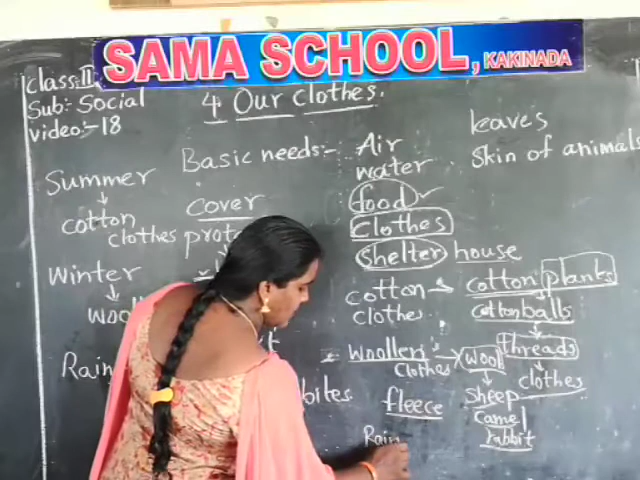 SAMA SCHOOL, KAKINADA
class:- II
Sub:- Social
video:- 18
4 Our clothes.
Basic needs:- Air
water
food
clothes
shelter house
leaves
Skin of animals
Summer
cotton
clothes
winter
Rain
cover
cotton
clothes
cotton plants
cotton balls
threads
clothes
woollen
clothes
wool
sheep
camel
rabbit
fleece
bites.
Rain